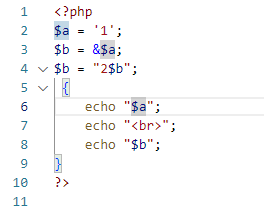 1 <?php
2 $a = '1';
3 $b = &$a;
4 $b = "2$b";
5 {
6 echo "$a";
7 echo "<br>";
8 echo "$b";
9 }
10 ?>
11